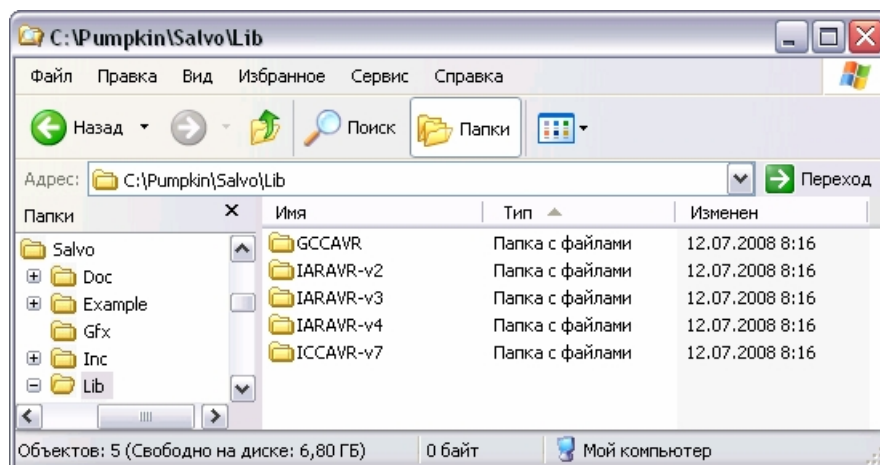 C:\Pumpkin\Salvo\Lib
Файл Правка Вид Избранное Сервис Справка
Назад Поиск Папки
Адрес: C:\Pumpkin\Salvo\Lib Переход
Папки Имя Тип Изменен
Salvo
Doc
Example
Gfx
Inc
Lib
GCCAVR Папка с файлами 12.07.2008 8:16
IARAVR-v2 Папка с файлами 12.07.2008 8:16
IARAVR-v3 Папка с файлами 12.07.2008 8:16
IARAVR-v4 Папка с файлами 12.07.2008 8:16
ICCAVR-v7 Папка с файлами 12.07.2008 8:16
Объектов: 5 (Свободно на диске: 6,80 ГБ) 0 байт Мой компьютер